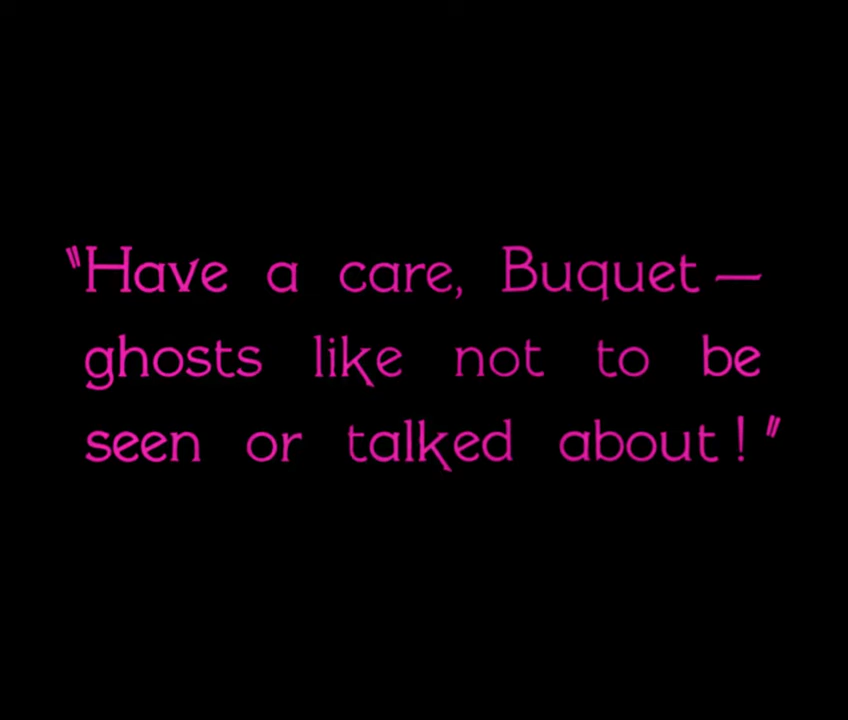 "Have a care, Buquet —
ghosts like not to be
seen or talked about!"